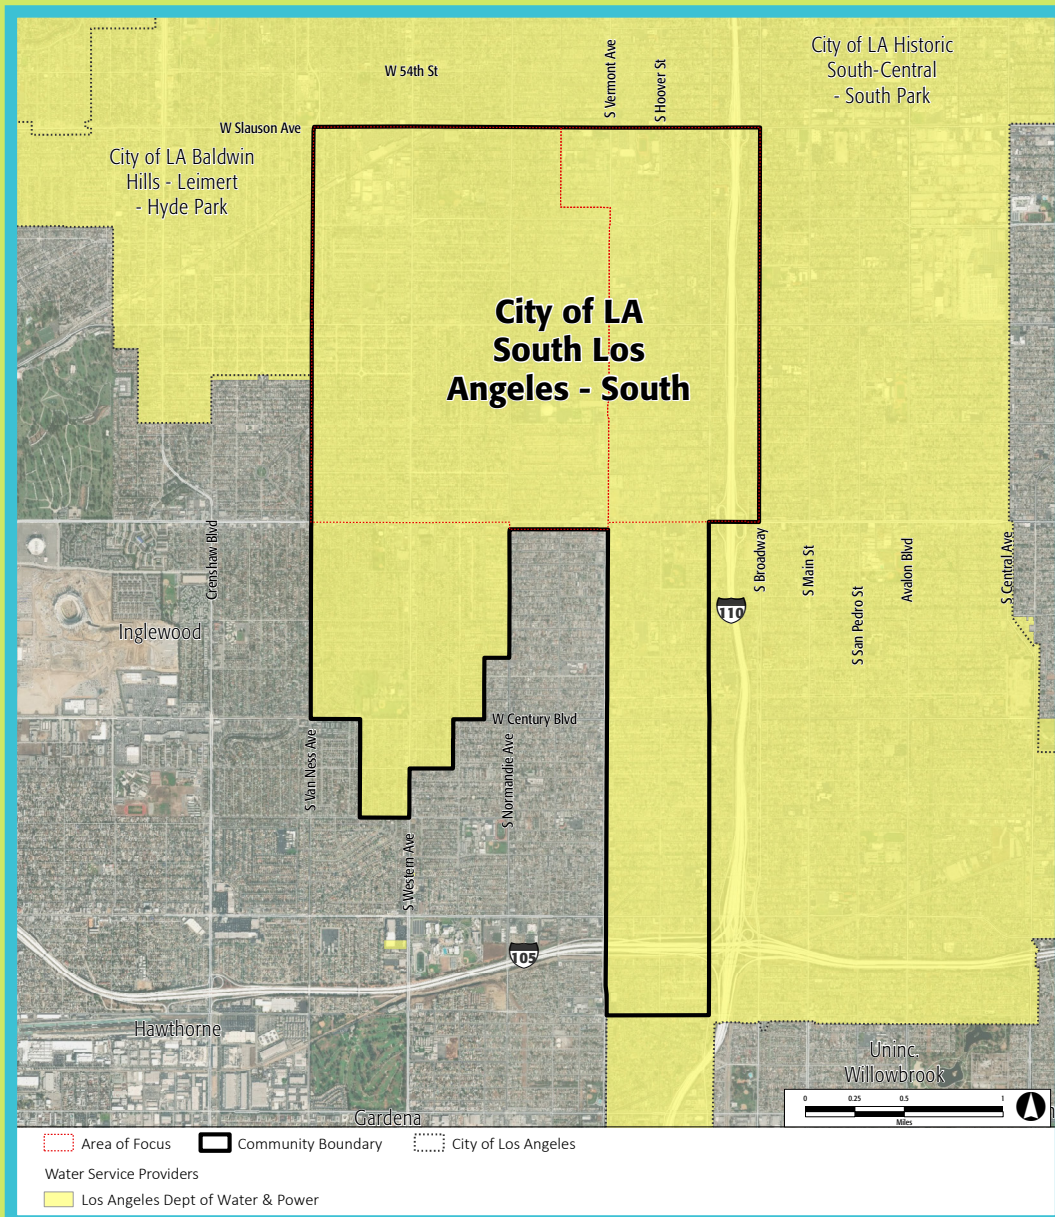 W 54th St
S Vermont Ave
S Hoover St
City of LA Historic
South-Central
- South Park
W Slauson Ave
City of LA Baldwin
Hills - Leimert
- Hyde Park
City of LA
South Los
Angeles - South
Crenshaw Blvd
S Broadway
S Main St
S San Pedro St
Avalon Blvd
S Central Ave
110
Inglewood
W Century Blvd
S Van Ness Ave
S Normandie Ave
S Western Ave
105
Hawthorne
Uninc.
Willowbrook
Gardena
0 0.25 0.5 1
Miles
Area of Focus
Community Boundary
City of Los Angeles
Water Service Providers
Los Angeles Dept of Water & Power